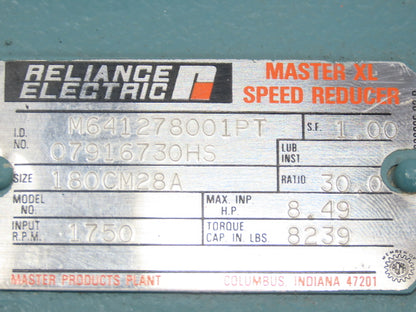 RELIANCE ELECTRIC
MASTER XL
SPEED REDUCER
I.D. NO. M641278001PT S.F. 1.00
07916730HS LUB. INST
SIZE 180CM28A RATIO 30.0
MODEL NO. MAX. INP. H.P. 8.49
INPUT R.P.M. 1750 TORQUE CAP IN. LBS. 8239
MASTER PRODUCTS PLANT COLUMBUS, INDIANA 47201